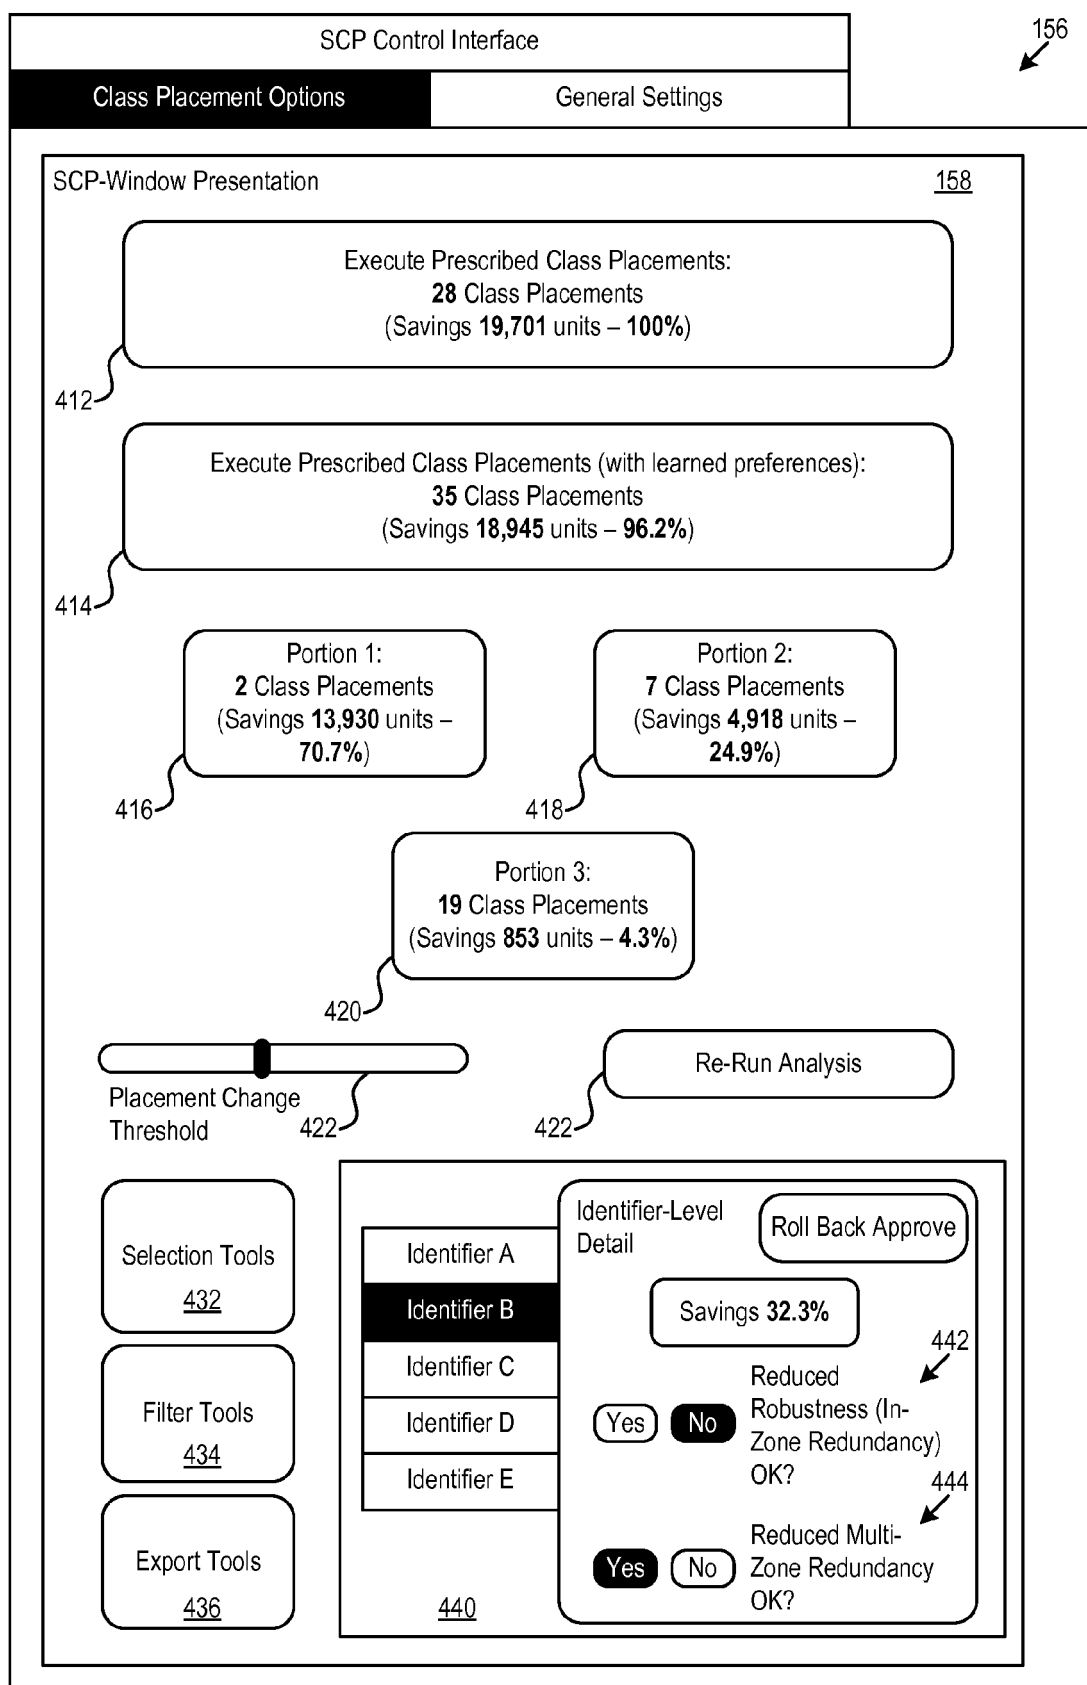 SCP Control Interface
156
Class Placement Options
General Settings
SCP-Window Presentation
158
Execute Prescribed Class Placements:
28 Class Placements
(Savings 19,701 units – 100%)
412
Execute Prescribed Class Placements (with learned preferences):
35 Class Placements
(Savings 18,945 units – 96.2%)
414
Portion 1:
2 Class Placements
(Savings 13,930 units –
70.7%)
416
Portion 2:
7 Class Placements
(Savings 4,918 units –
24.9%)
418
Portion 3:
19 Class Placements
(Savings 853 units – 4.3%)
420
Placement Change
Threshold
422
Re-Run Analysis
422
Selection Tools
432
Filter Tools
434
Export Tools
436
Identifier A
Identifier B
Identifier C
Identifier D
Identifier E
440
Identifier-Level
Detail
Roll Back Approve
Savings 32.3%
442
Yes
No
Reduced
Robustness (In-
Zone Redundancy)
OK?
444
Yes
No
Reduced Multi-
Zone Redundancy
OK?